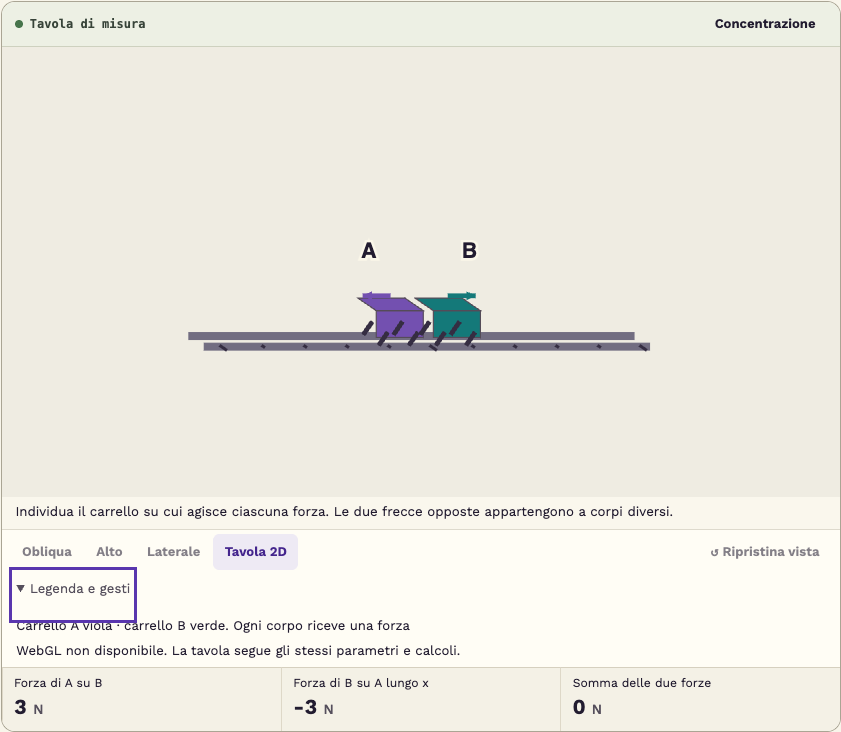 Tavola di misura
Concentrazione
A
B
Individua il carrello su cui agisce ciascuna forza. Le due frecce opposte appartengono a corpi diversi.
Obliqua Alto Laterale Tavola 2D ↺ Ripristina vista
▼ Legenda e gesti
Carrello A viola · carrello B verde. Ogni corpo riceve una forza
WebGL non disponibile. La tavola segue gli stessi parametri e calcoli.
Forza di A su B
3 N
Forza di B su A lungo x
-3 N
Somma delle due forze
0 N